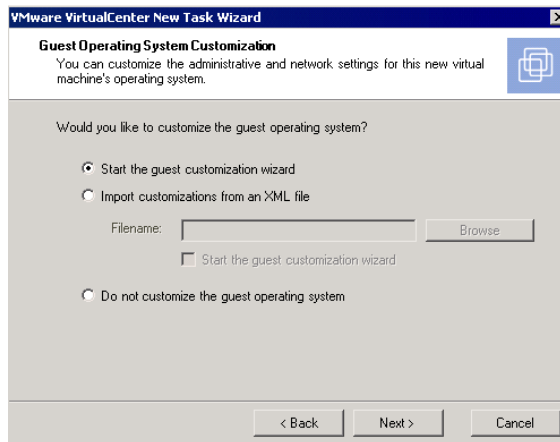 VMware VirtualCenter New Task Wizard
Guest Operating System Customization
You can customize the administrative and network settings for this new virtual
machine's operating system.
Would you like to customize the guest operating system?
Start the guest customization wizard
Import customizations from an XML file
Filename:
Browse
Start the guest customization wizard
Do not customize the guest operating system
< Back
Next >
Cancel